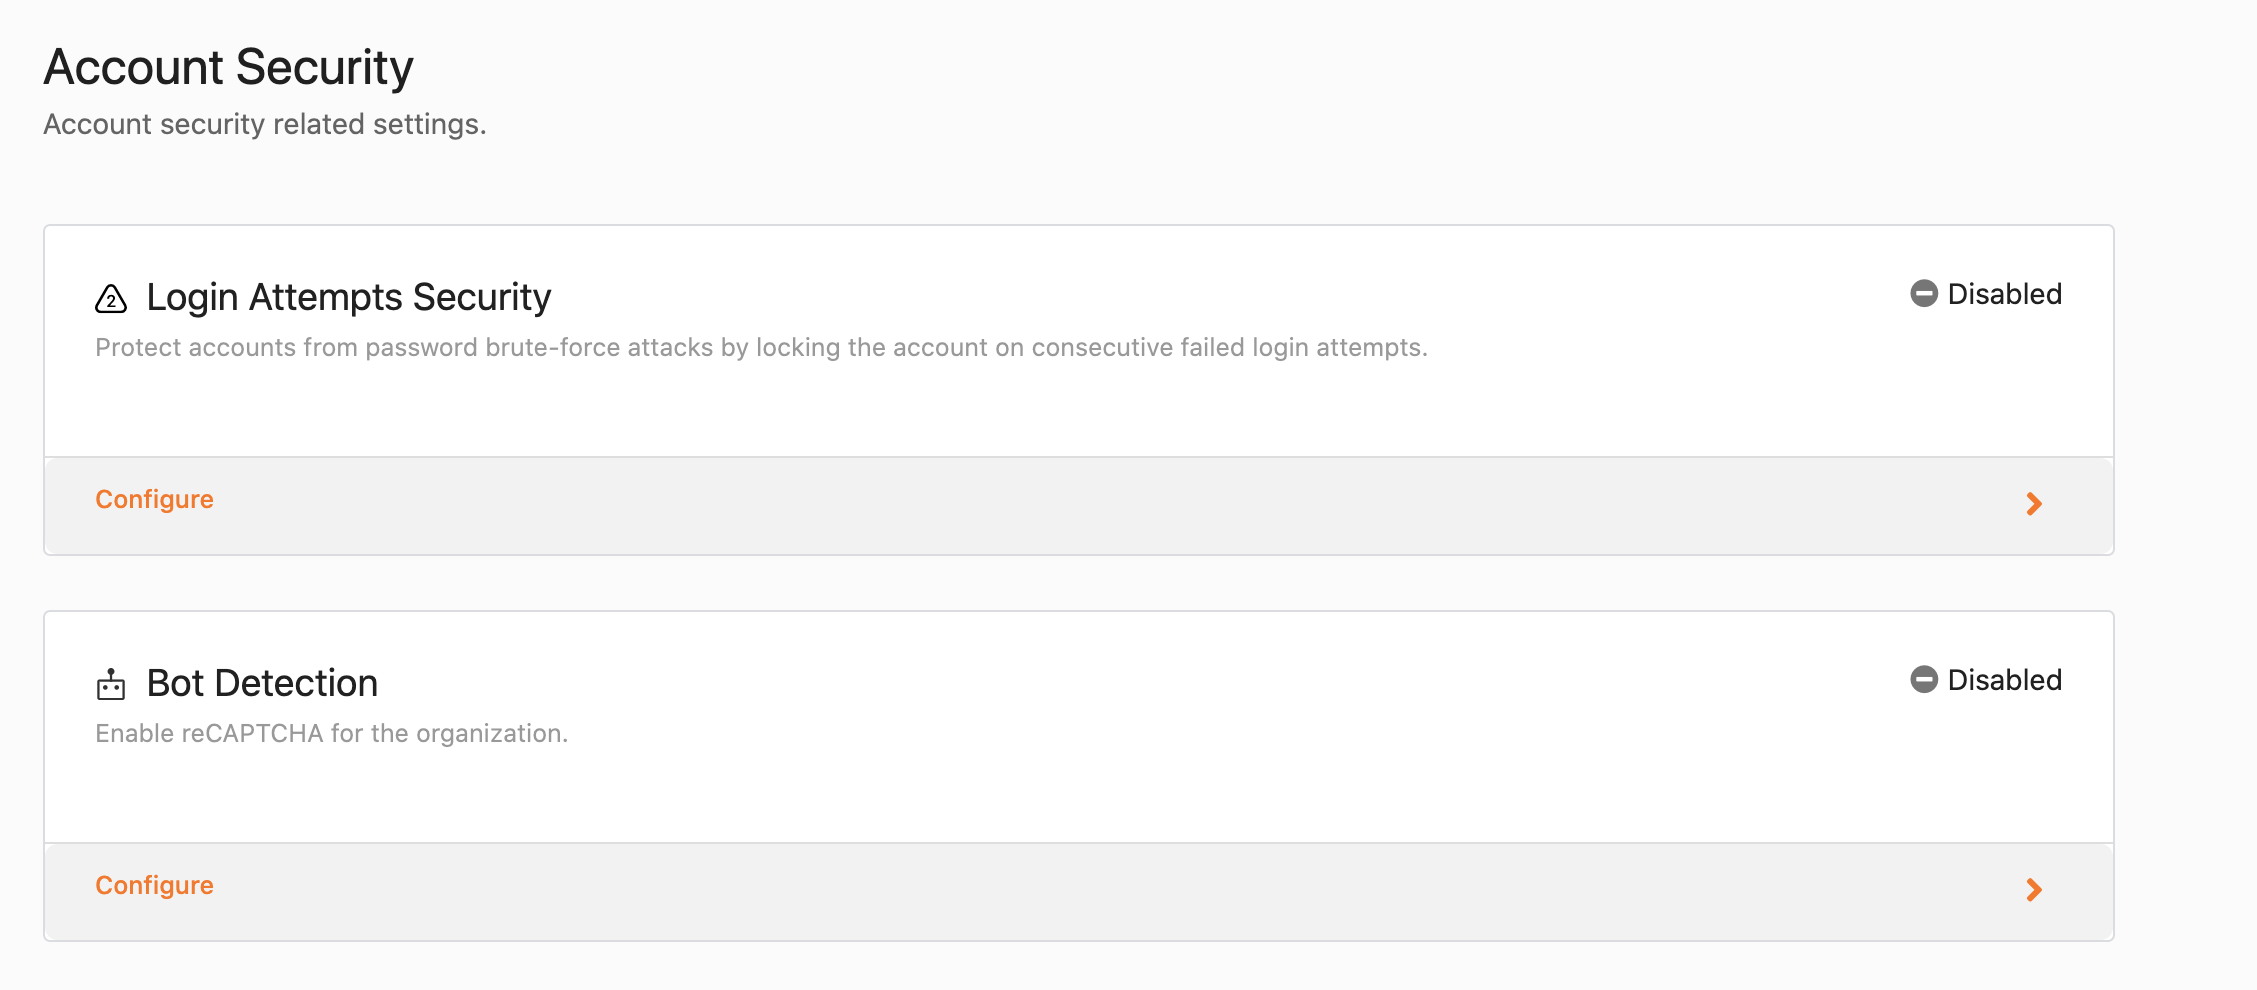 Account Security
Account security related settings.
2
Login Attempts Security
Disabled
Protect accounts from password brute-force attacks by locking the account on consecutive failed login attempts.
Configure
Bot Detection
Disabled
Enable reCAPTCHA for the organization.
Configure